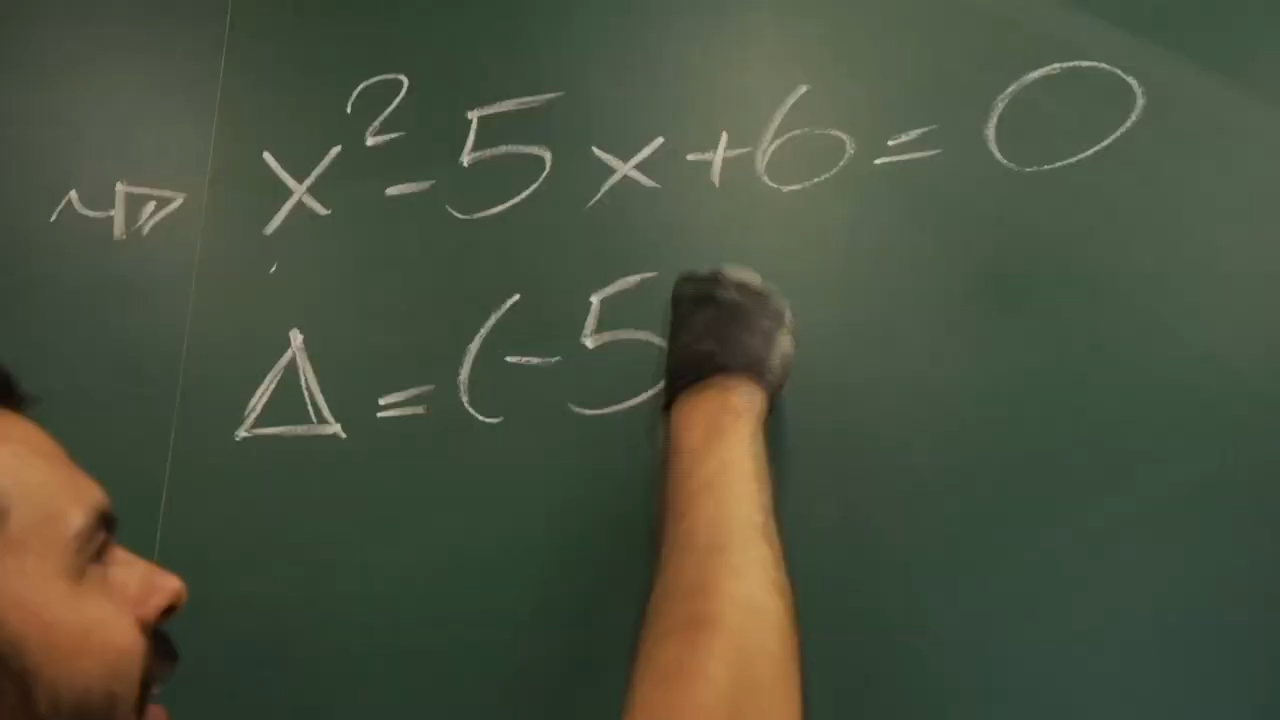 x² - 5x + 6 = 0
Δ = (-5